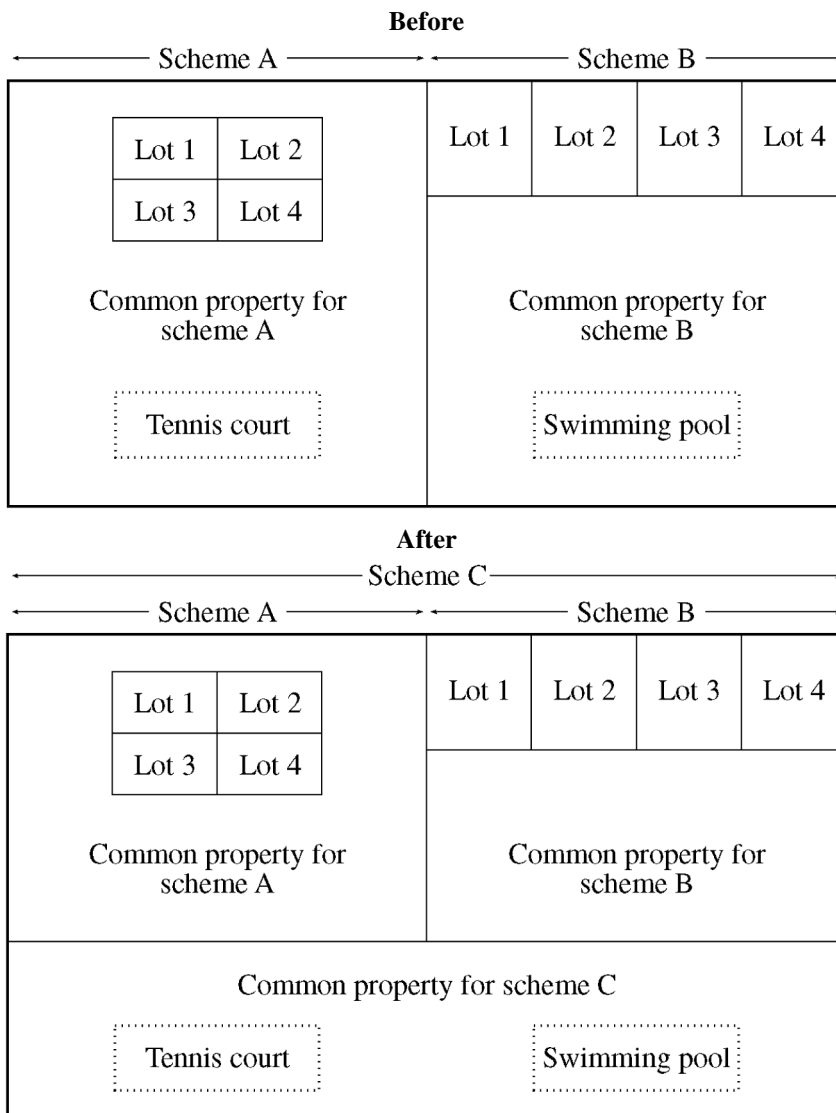 Before
Scheme A Scheme B
Lot 1 Lot 2 Lot 1 Lot 2 Lot 3 Lot 4
Lot 3 Lot 4
Common property for
scheme A
Common property for
scheme B
Tennis court Swimming pool
After
Scheme C
Scheme A Scheme B
Lot 1 Lot 2 Lot 1 Lot 2 Lot 3 Lot 4
Lot 3 Lot 4
Common property for
scheme A
Common property for
scheme B
Common property for scheme C
Tennis court Swimming pool